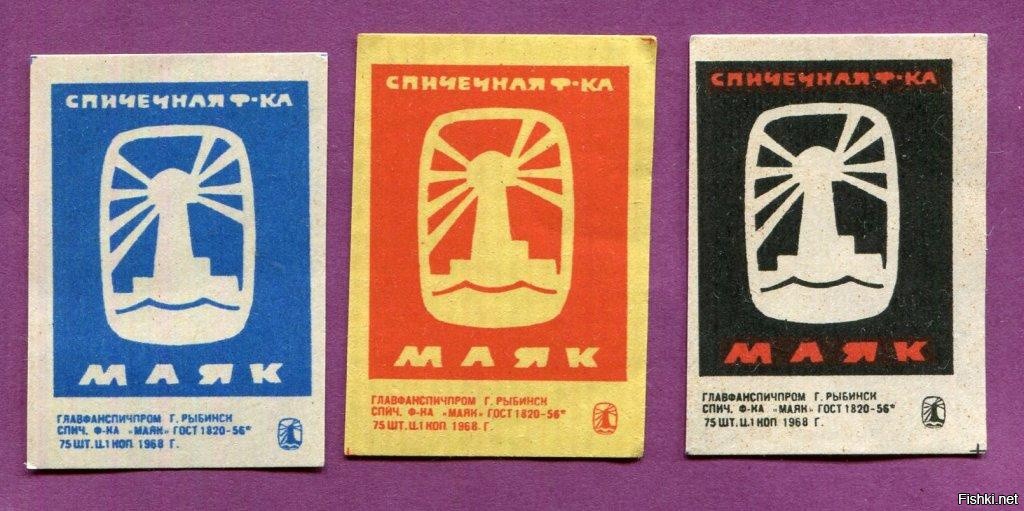 СПИЧЕЧНАЯ Ф-КА
МАЯК
ГЛАВФАНСПИЧПРОМ Г. РЫБИНСК
СПИЧ. Ф-КА «МАЯК» ГОСТ 1820-56*
75 ШТ. Ц. 1 КОП. 1968 Г.
СПИЧЕЧНАЯ Ф-КА
МАЯК
ГЛАВФАНСПИЧПРОМ Г. РЫБИНСК
СПИЧ. Ф-КА «МАЯК» ГОСТ 1820-56*
75 ШТ. Ц. 1 КОП. 1968 Г.
СПИЧЕЧНАЯ Ф-КА
МАЯК
ГЛАВФАНСПИЧПРОМ Г. РЫБИНСК
СПИЧ. Ф-КА «МАЯК» ГОСТ 1820-56*
75 ШТ. Ц. 1 КОП. 1968 Г.
Fishki.net